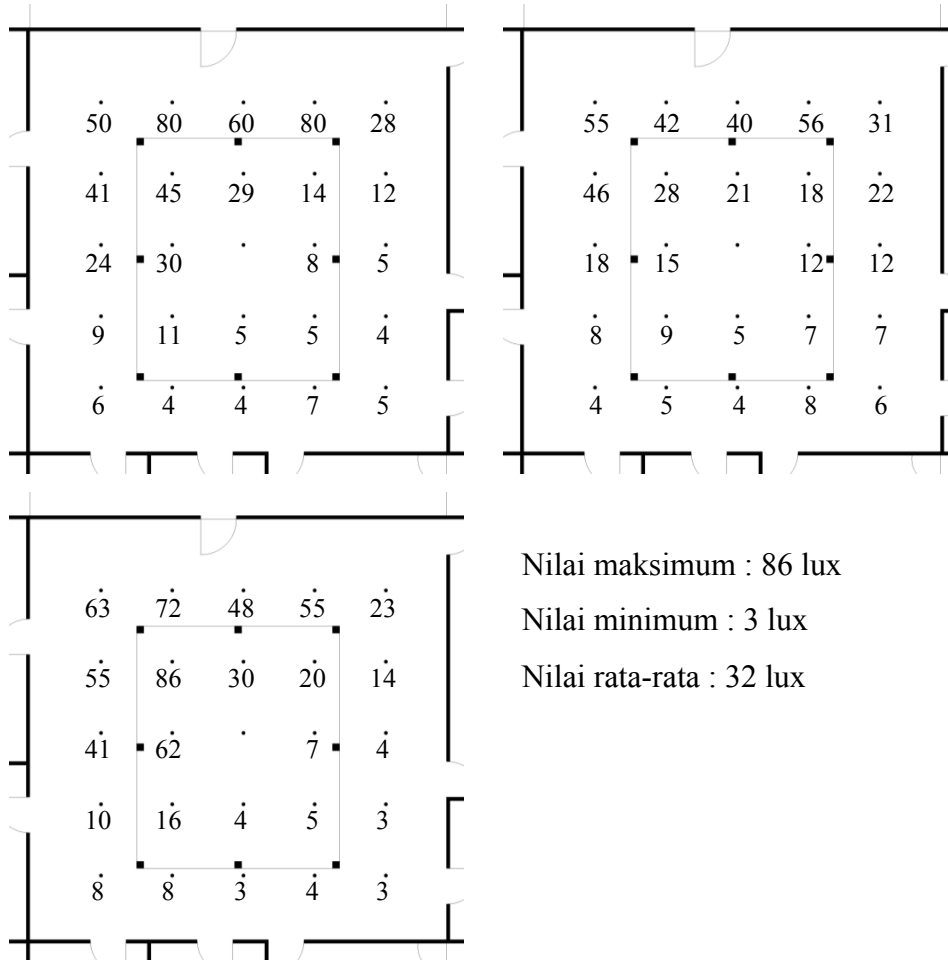 50 80 60 80 28
41 45 29 14 12
24 30 8 5
9 11 5 5 4
6 4 4 7 5
55 42 40 56 31
46 28 21 18 22
18 15 12 12
8 9 5 7 7
4 5 4 8 6
63 72 48 55 23
55 86 30 20 14
41 62 7 4
10 16 4 5 3
8 8 3 4 3
Nilai maksimum : 86 lux
Nilai minimum : 3 lux
Nilai rata-rata : 32 lux